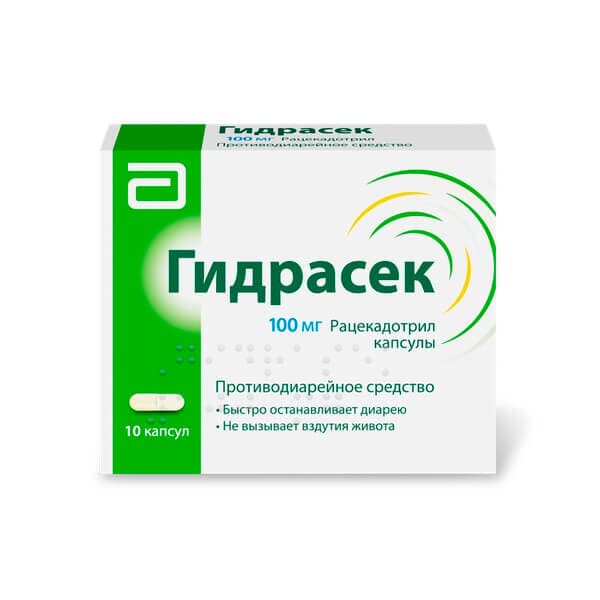 Гидрасек
100 мг Рацекадотрил
Противодиарейное средство
Гидрасек
100 мг Рацекадотрил
капсулы
Противодиарейное средство
• Быстро останавливает диарею
• Не вызывает вздутия живота
10 капсул